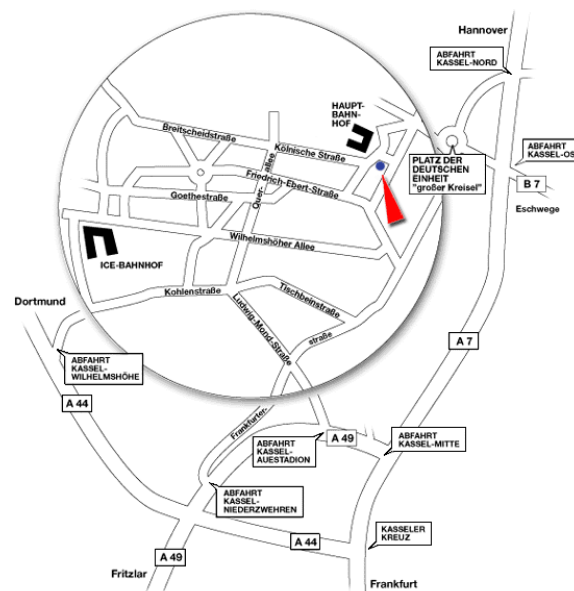 Hannover
ABFAHRT
KASSEL-NORD
HAUPT-
BAHN-
HOF
Breitscheidstraße
Kölnische Straße
PLATZ DER
DEUTSCHEN
EINHEIT
"großer Kreisel"
ABFAHRT
KASSEL-OS
B 7
Eschwege
Friedrich-Ebert-Straße
Quer-
allee
Goethestraße
Wilhelmshöher Allee
ICE-BAHNHOF
Kohlenstraße
Tischbeinstraße
Dortmund
Ludwig-Mond-Straße
straße
A 7
ABFAHRT
KASSEL-
WILHELMSHÖHE
A 44
Frankfurter-
ABFAHRT
KASSEL-
AUESTADION
A 49
ABFAHRT
KASSEL-MITTE
ABFAHRT
KASSEL-
NIEDERZWEHREN
KASSELER
KREUZ
A 44
A 49
Fritzlar
Frankfurt